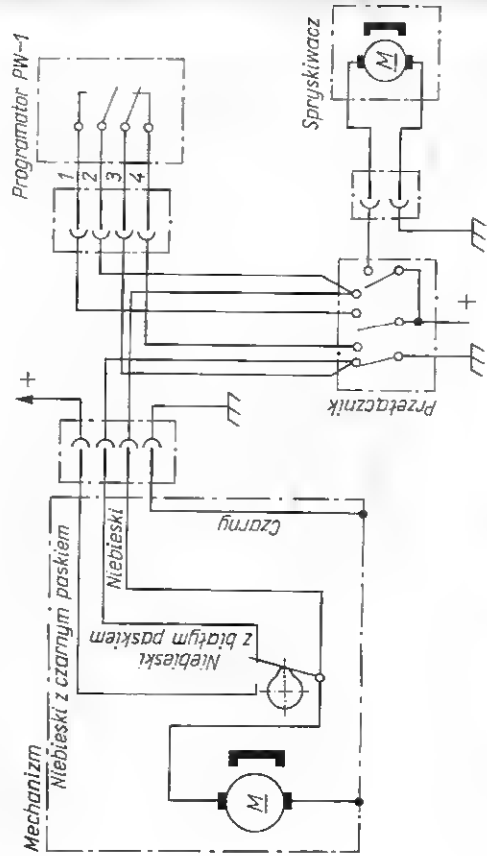 Programator PW-1
1
2
3
4
Spryskiwacz
M
+
Przełącznik
+
Mechanizm
Niebieski z czarnym paskiem
Niebieski
Niebieski
z białym paskiem
Czarny
M